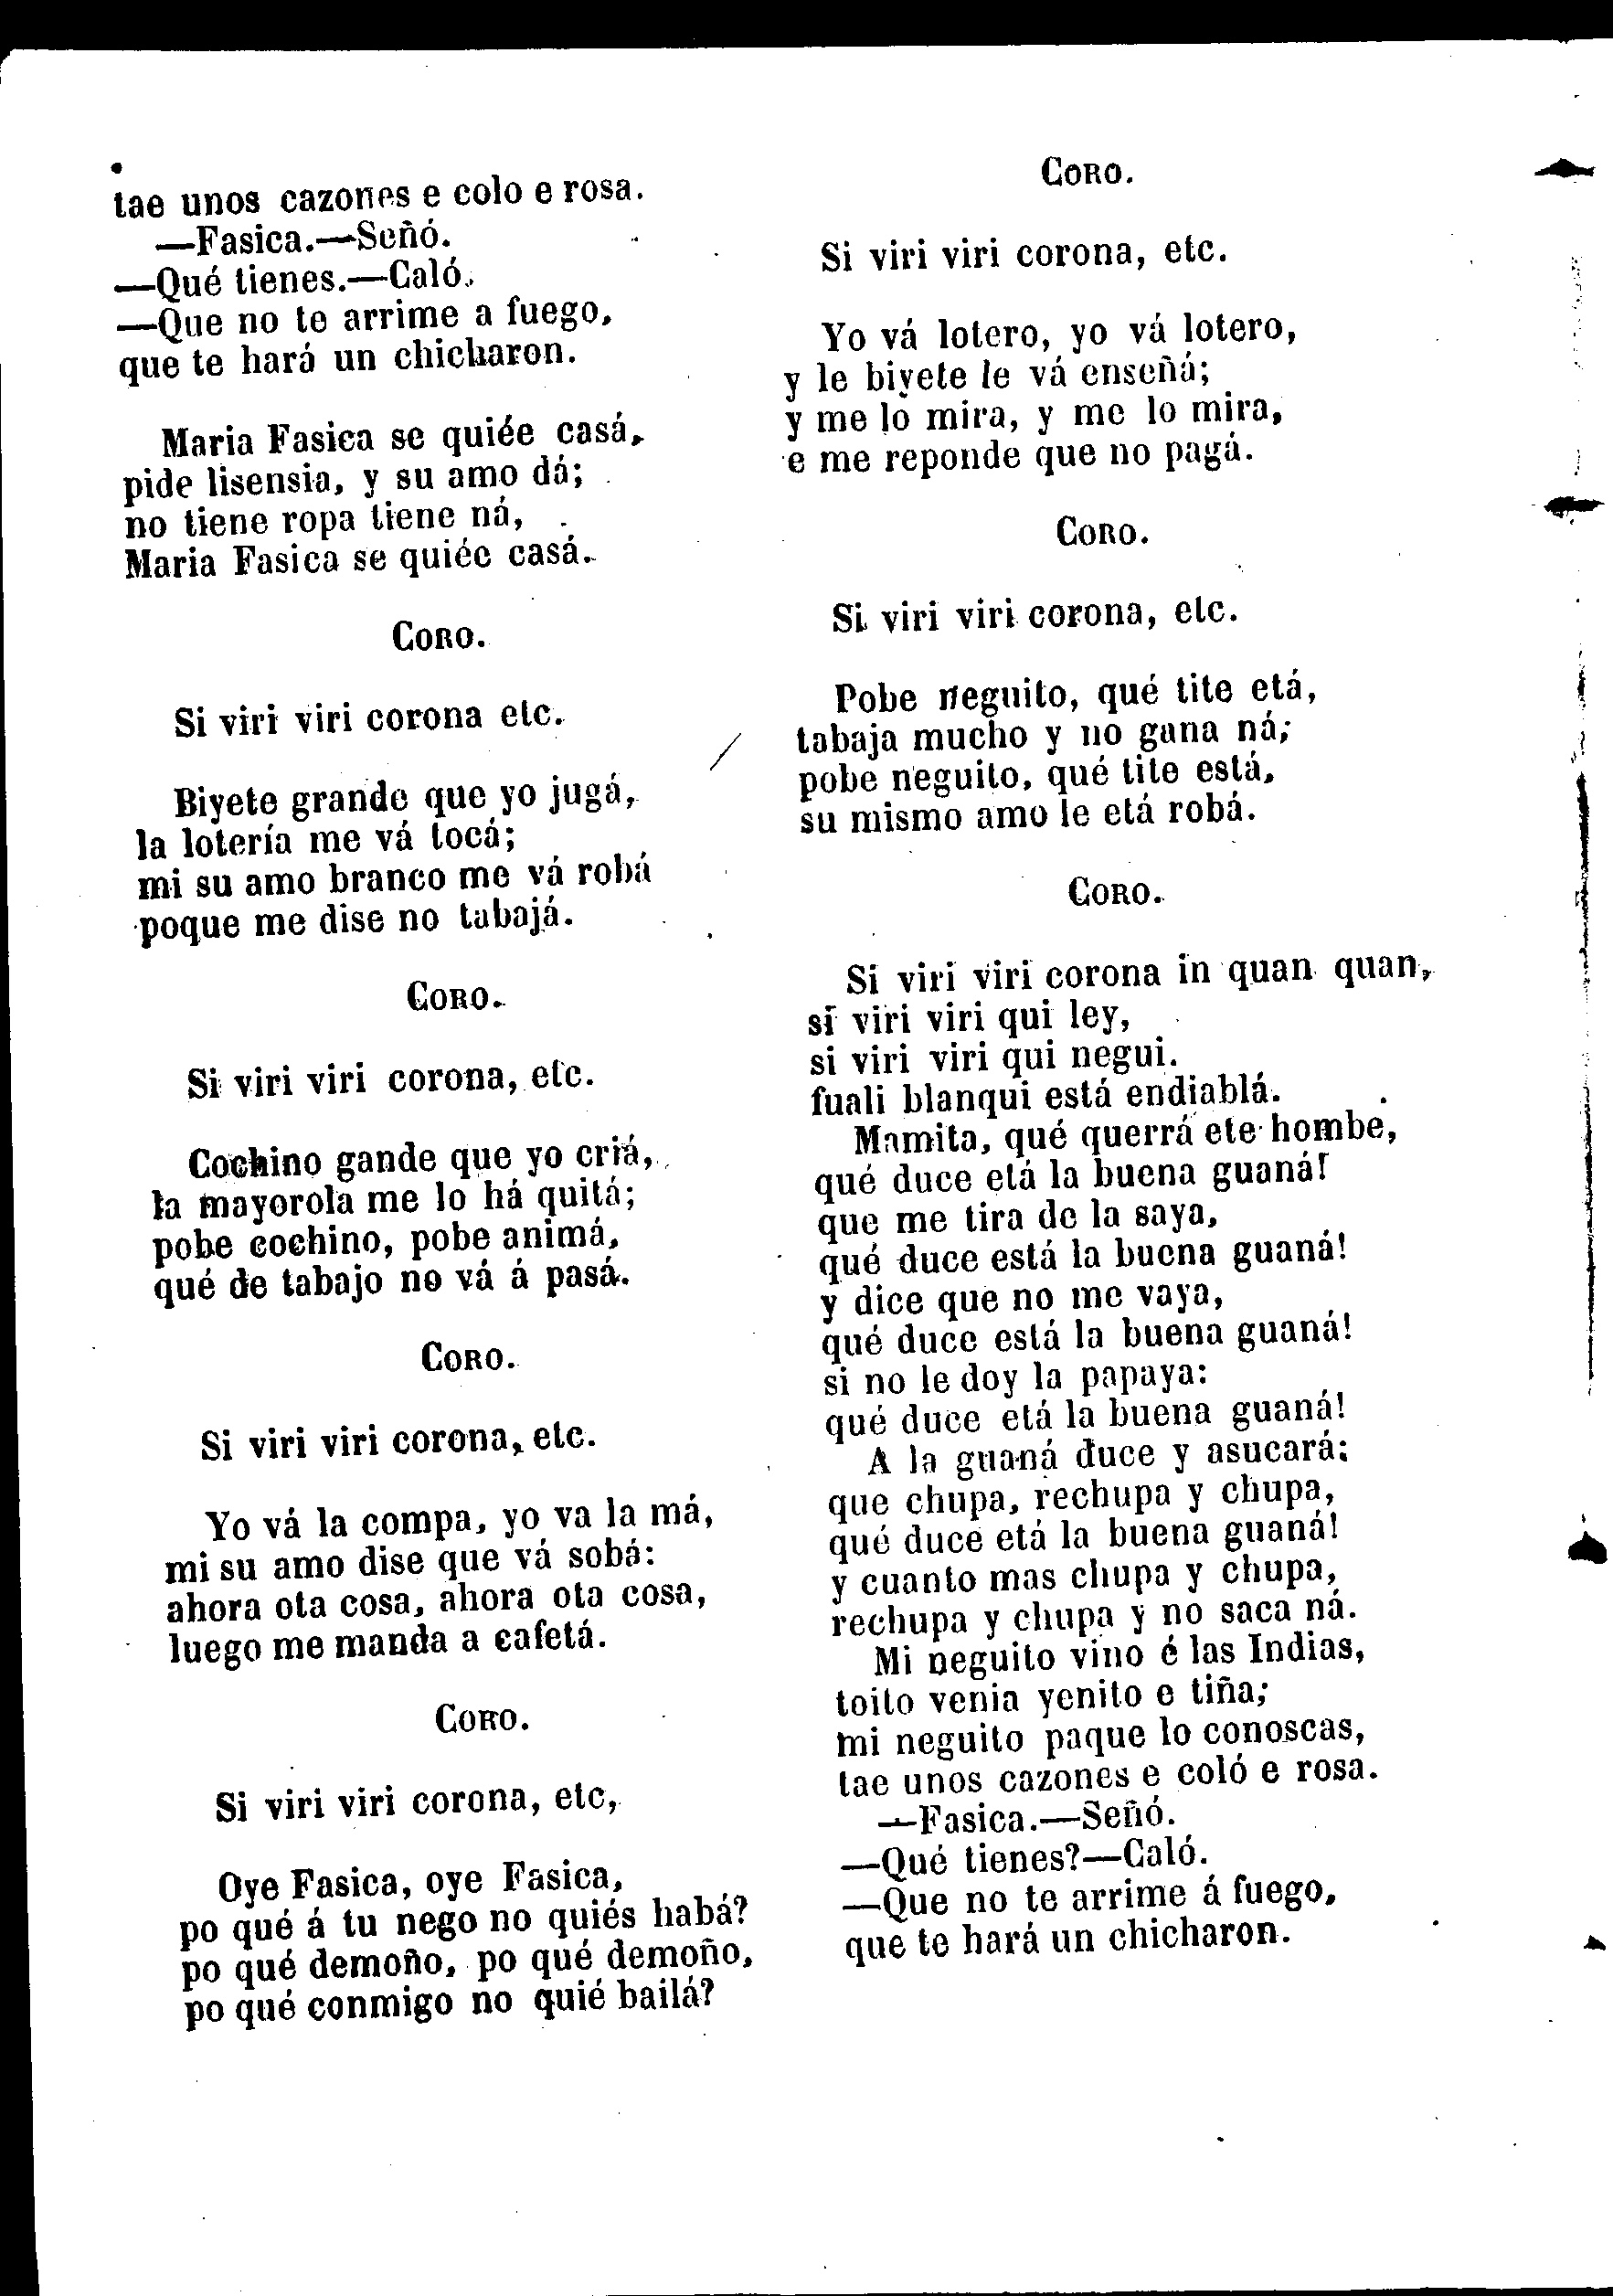 tae unos cazones e colo e rosa.
—Fasica.—Señó.
—Qué tienes.—Caló.
—Que no te arrime a fuego,
que te hará un chicharon.
Maria Fasica se quiée casá,
pide lisensia, y su amo dá;
no tiene ropa tiene ná,
Maria Fasica se quiée casá.
CORO.
Si viri viri corona etc.
Biyete grande que yo jugá,
la lotería me vá tocá;
mi su amo branco me vá robá
poque me dise no tabajá.
CORO.
Si viri viri corona, etc.
Cochino gande que yo criá,
la mayorola me lo há quitá;
pobe cochino, pobe animá,
qué de tabajo no vá á pasá.
CORO.
Si viri viri corona, etc.
Yo vá la compa, yo va la má,
mi su amo dise que vá sobá:
ahora ota cosa, ahora ota cosa,
luego me manda a cafetá.
CORO.
Si viri viri corona, etc,
Oye Fasica, oye Fasica,
po qué á tu nego no quiés habá?
po qué demoño, po qué demoño,
po qué conmigo no quié bailá?
CORO.
Si viri viri corona, etc.
Yo vá lotero, yo vá lotero,
y le biyete le vá enseñá;
y me lo mira, y me lo mira,
e me reponde que no pagá.
CORO.
Si viri viri corona, etc.
Pobe neguito, qué tite etá,
tabaja mucho y no gana ná;
pobe neguito, qué tite está,
su mismo amo le etá robá.
CORO.
Si viri viri corona in quan quan,
si viri viri qui ley,
si viri viri qui negui.
fuali blanqui está endiablá.
Mamita, qué querrá ete hombe,
qué duce etá la buena guaná!
que me tira de la saya,
qué duce está la buena guaná!
y dice que no me vaya,
qué duce está la buena guaná!
si no le doy la papaya:
qué duce etá la buena guaná!
A la guaná duce y asucará:
que chupa, rechupa y chupa,
qué duce etá la buena guaná!
y cuanto mas chupa y chupa,
rechupa y chupa y no saca ná.
Mi neguito vino é las Indias,
toito venia yenito e tiña;
mi neguito paque lo conoscas,
tae unos cazones e coló e rosa.
—Fasica.—Señó.
—Qué tienes?—Caló.
—Que no te arrime á fuego,
que te hará un chicharon.